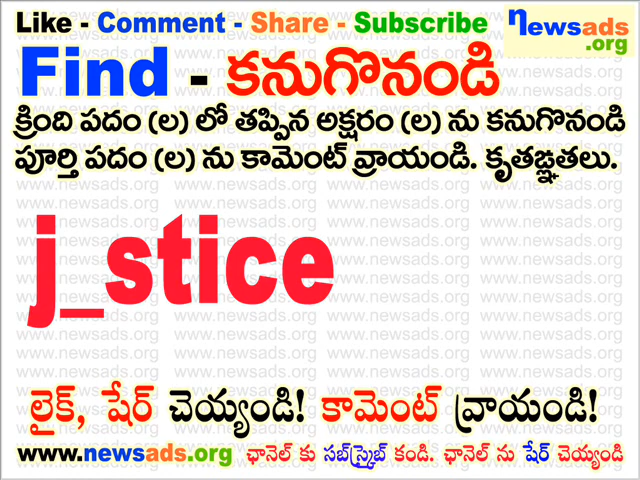 Like - Comment - Share - Subscribe
newsads
.org
Find - కనుగొనండి
క్రింది పదం (ల) లో తప్పిన అక్షరం (ల) ను కనుగొనండి
పూర్తి పదం (ల) ను కామెంట్ వ్రాయండి. కృతఙ్ఞతలు.
j_stice
లైక్, షేర్ చెయ్యండి! కామెంట్ వ్రాయండి!
www.newsads.org ఛానెల్ కు సబ్‌స్క్రైబ్ కండి. ఛానెల్ ను షేర్ చెయ్యండి